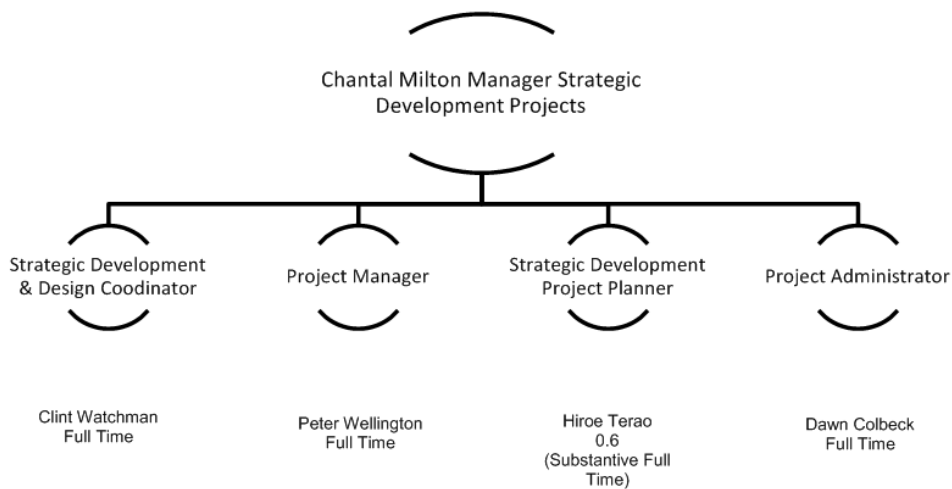 Chantal Milton Manager Strategic
Development Projects
Strategic Development
& Design Coodinator
Project Manager
Strategic Development
Project Planner
Project Administrator
Clint Watchman
Full Time
Peter Wellington
Full Time
Hiroe Terao
0.6
(Substantive Full
Time)
Dawn Colbeck
Full Time